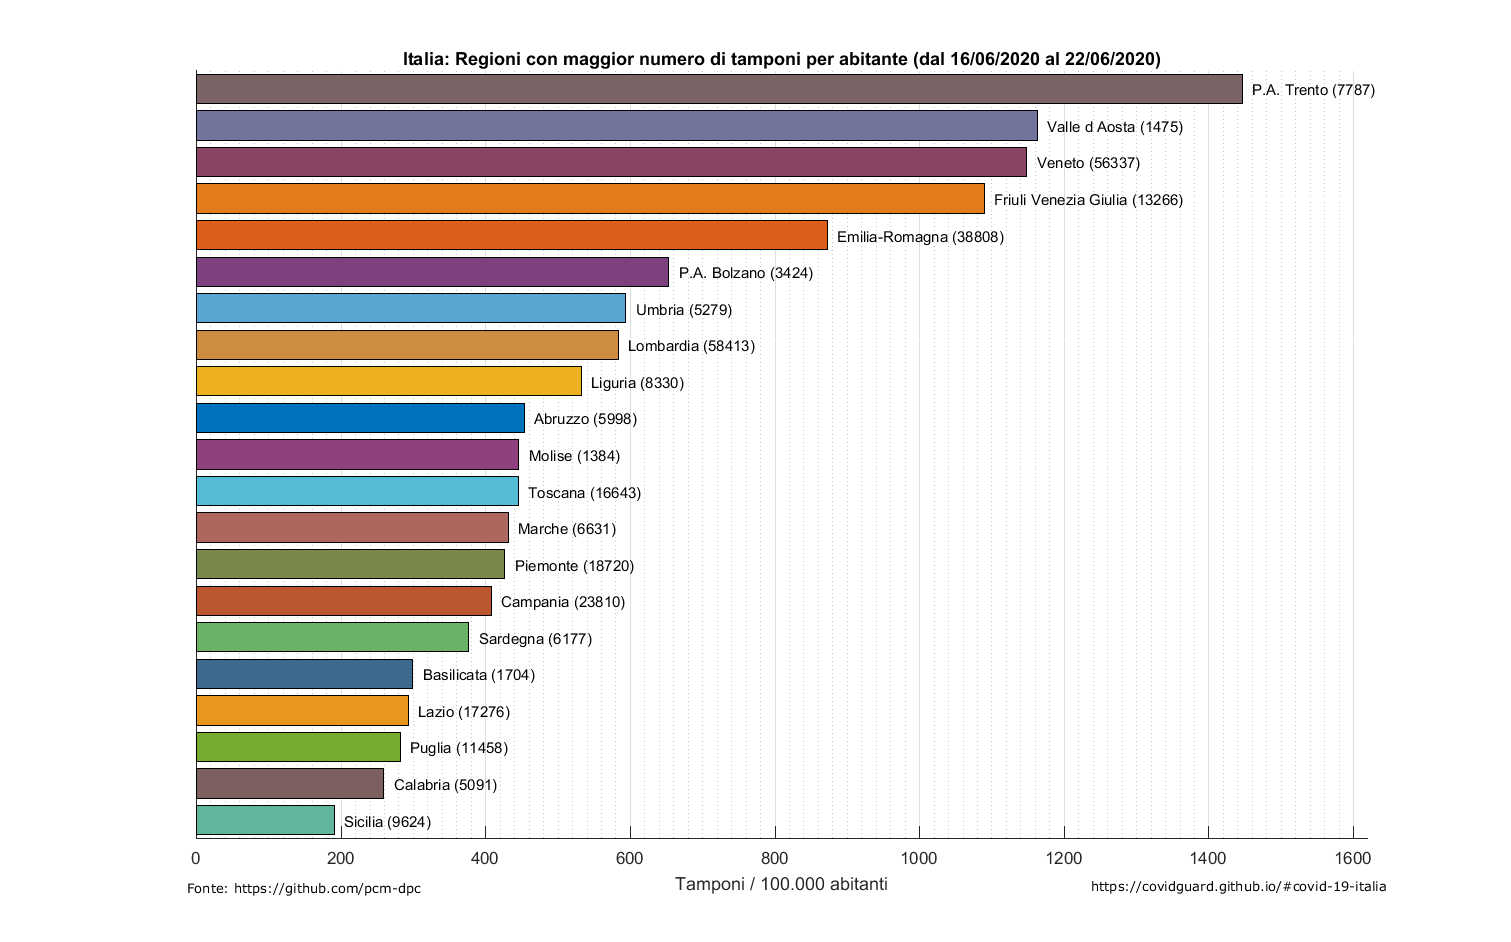 Italia: Regioni con maggior numero di tamponi per abitante (dal 16/06/2020 al 22/06/2020)
P.A. Trento (7787)
Valle d Aosta (1475)
Veneto (56337)
Friuli Venezia Giulia (13266)
Emilia-Romagna (38808)
P.A. Bolzano (3424)
Umbria (5279)
Lombardia (58413)
Liguria (8330)
Abruzzo (5998)
Molise (1384)
Toscana (16643)
Marche (6631)
Piemonte (18720)
Campania (23810)
Sardegna (6177)
Basilicata (1704)
Lazio (17276)
Puglia (11458)
Calabria (5091)
Sicilia (9624)
0 200 400 600 800 1000 1200 1400 1600
Tamponi / 100.000 abitanti
Fonte: https://github.com/pcm-dpc
https://covidguard.github.io/#covid-19-italia